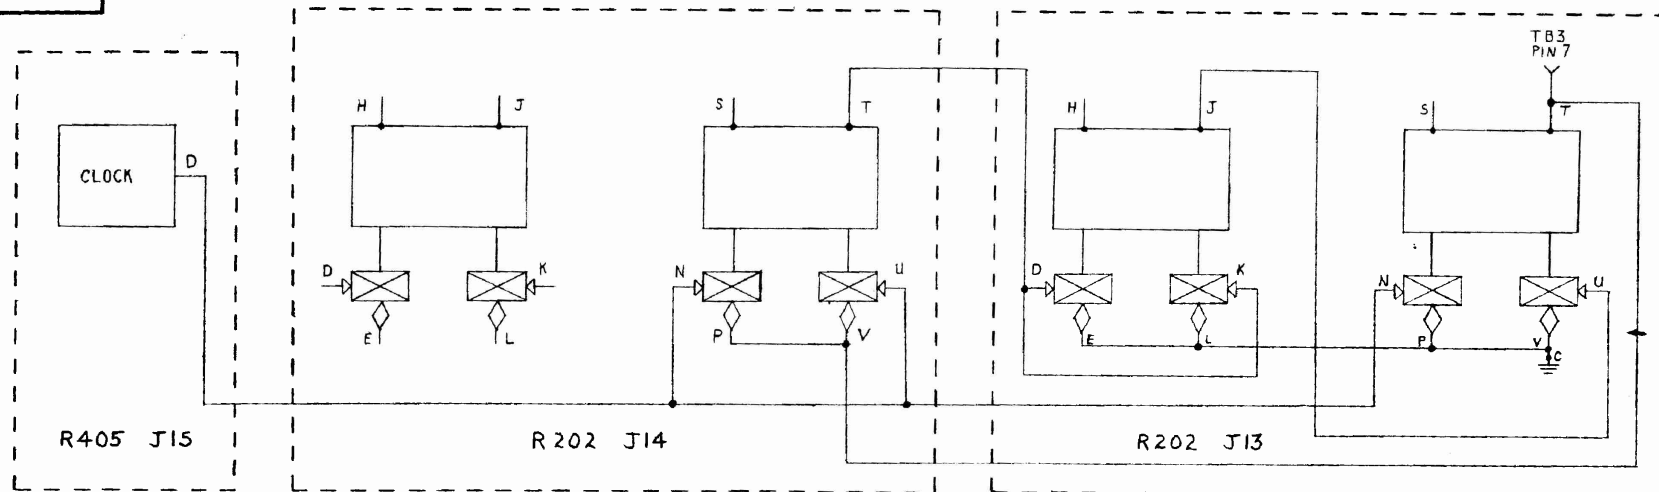 TB3
PIN 7
H J S T H J S T
CLOCK D
D K N U D K N U
E L P V E L P V
C
R405 J15 R202 J14 R202 J13